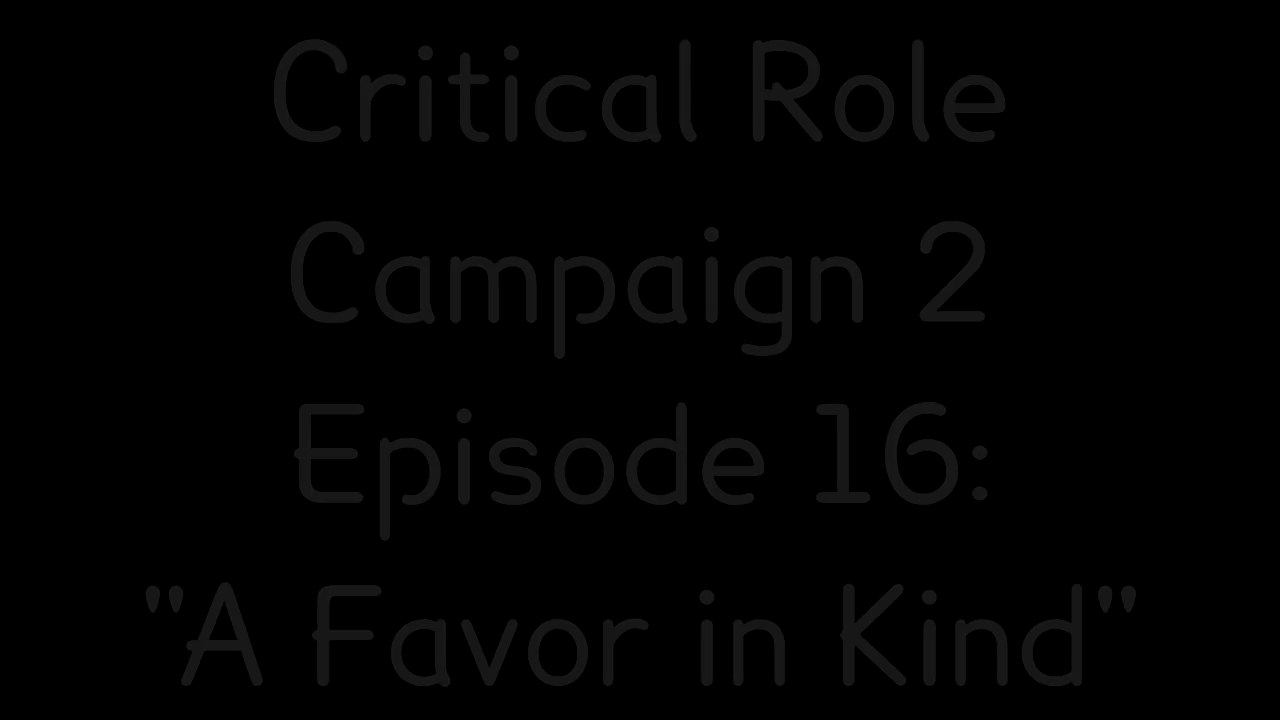 Critical Role
Campaign 2
Episode 16:
"A Favor in Kind"